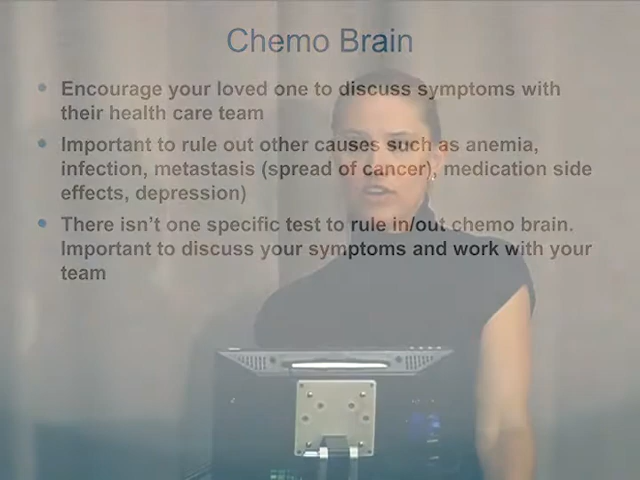 Chemo Brain
• Encourage your loved one to discuss symptoms with
their health care team
• Important to rule out other causes such as anemia,
infection, metastasis (spread of cancer), medication side
effects, depression)
• There isn't one specific test to rule in/out chemo brain.
Important to discuss your symptoms and work with your
team